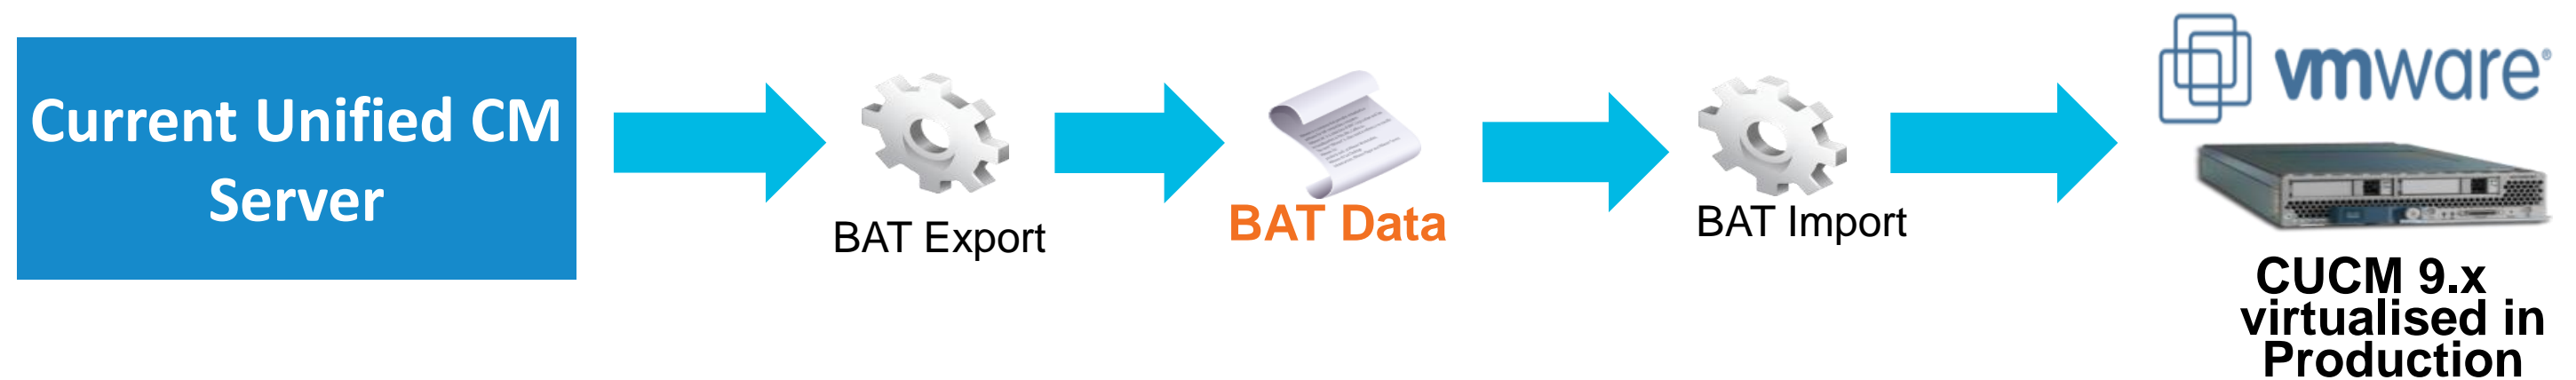 Current Unified CM
Server
BAT Export
BAT Data
BAT Import
vmware®
CUCM 9.x
virtualised in
Production